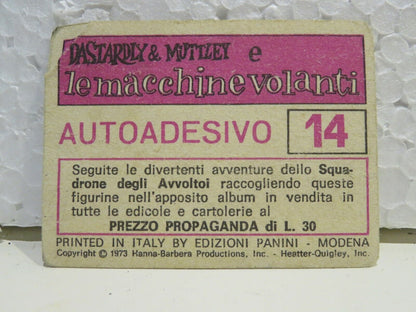 DASTARDLY & MUTTLEY e
le macchine volanti
AUTOADESIVO 14
Seguite le divertenti avventure dello Squa-
drone degli Avvoltoi raccogliendo queste
figurine nell'apposito album in vendita in
tutte le edicole e cartolerie al
PREZZO PROPAGANDA di L. 30
PRINTED IN ITALY BY EDIZIONI PANINI - MODENA
Copyright © 1973 Hanna-Barbera Productions, Inc. - Heatter-Quigley, Inc.